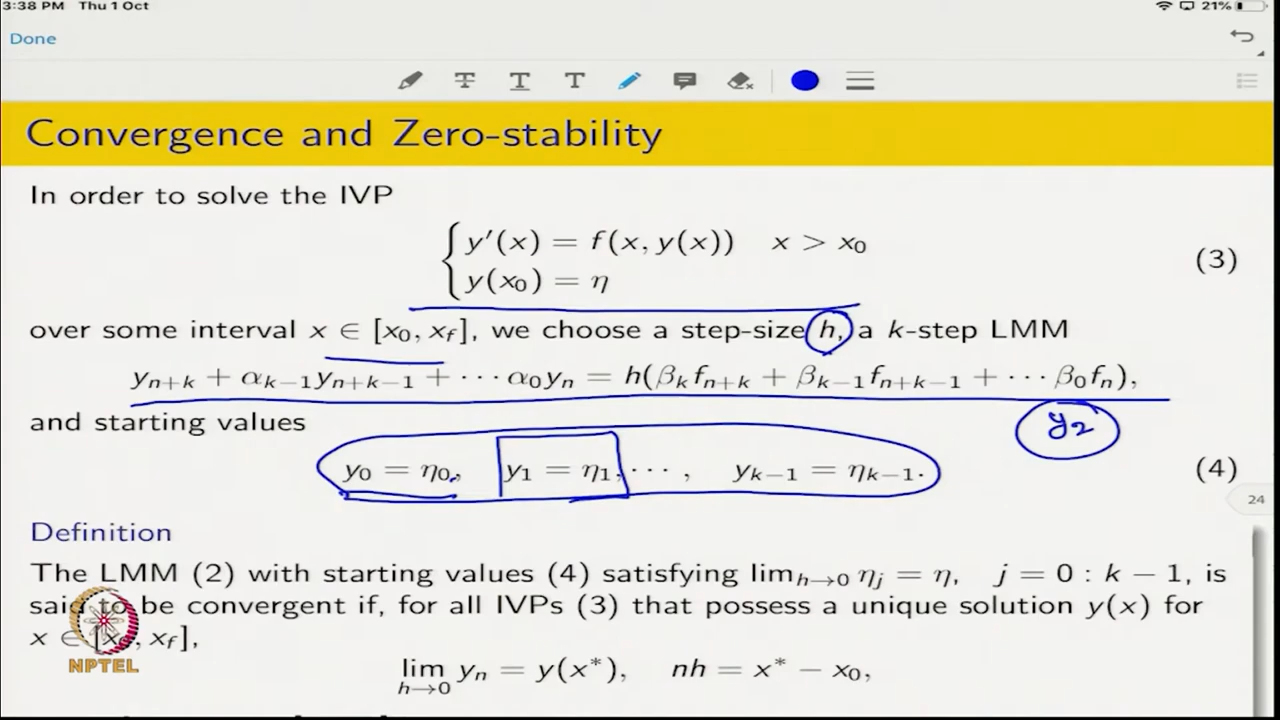 3:38 PM Thu 1 Oct
21%
Done
Convergence and Zero-stability
In order to solve the IVP
y′(x) = f(x, y(x)) x > x₀
y(x₀) = η
(3)
over some interval x ∈ [x₀, x_f], we choose a step-size h, a k-step LMM
y_{n+k} + α_{k−1}y_{n+k−1} + ··· α₀y_n = h(β_k f_{n+k} + β_{k−1}f_{n+k−1} + ··· β₀f_n),
and starting values
y₂
y₀ = η₀, y₁ = η₁, ··· , y_{k−1} = η_{k−1}. (4)
24
Definition
The LMM (2) with starting values (4) satisfying lim_{h→0} η_j = η, j = 0 : k − 1, is
said to be convergent if, for all IVPs (3) that possess a unique solution y(x) for
x ∈ [x₀, x_f],
NPTEL
lim_{h→0} y_n = y(x*), nh = x* − x₀,